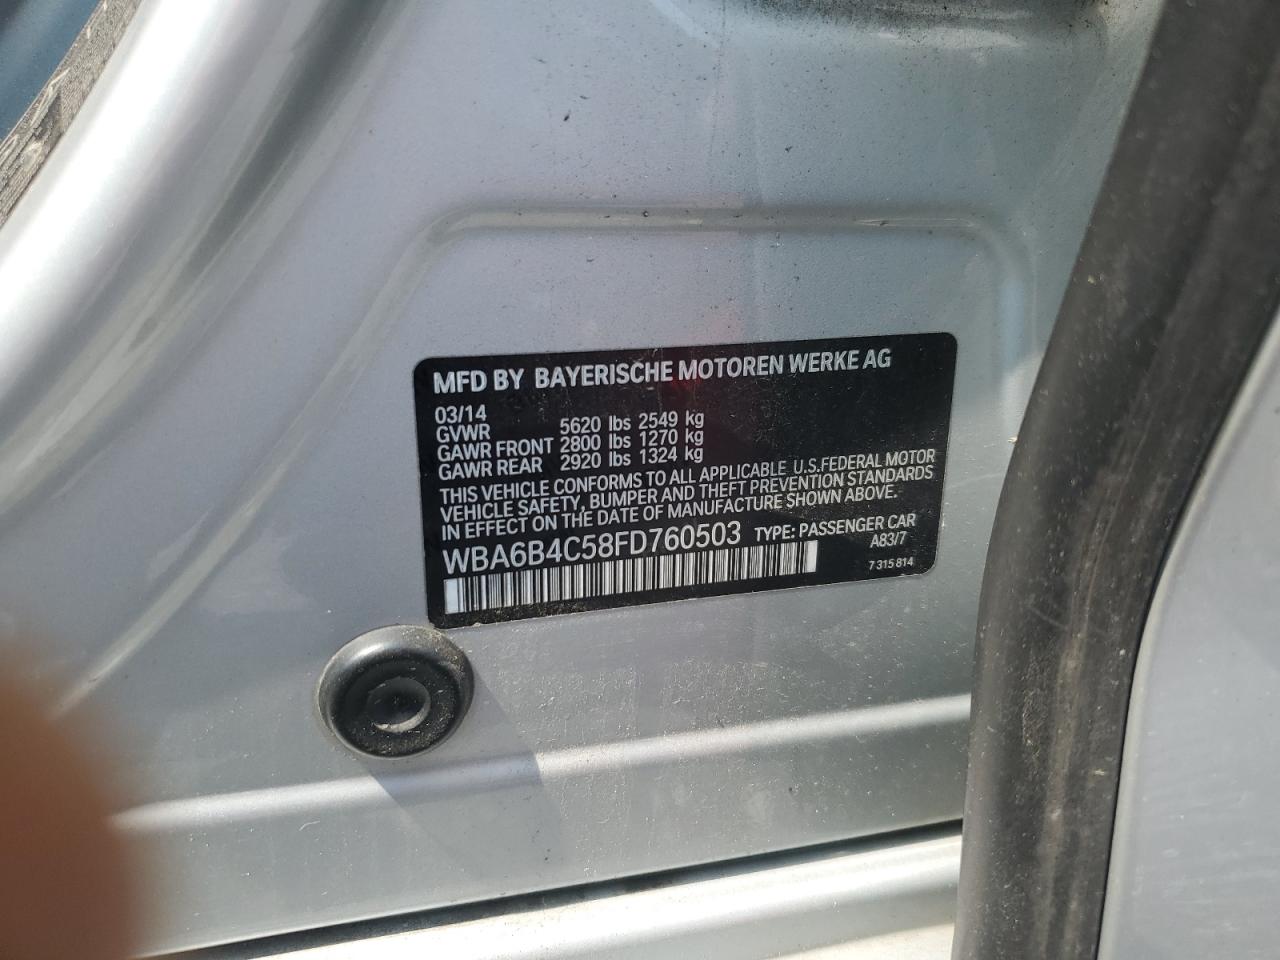 MFD BY BAYERISCHE MOTOREN WERKE AG
03/14
GVWR 5620 lbs 2549 kg
GAWR FRONT 2800 lbs 1270 kg
GAWR REAR 2920 lbs 1324 kg
THIS VEHICLE CONFORMS TO ALL APPLICABLE U.S.FEDERAL MOTOR
VEHICLE SAFETY, BUMPER AND THEFT PREVENTION STANDARDS
IN EFFECT ON THE DATE OF MANUFACTURE SHOWN ABOVE.
WBA6B4C58FD760503 TYPE: PASSENGER CAR
A83/7
7 315 814